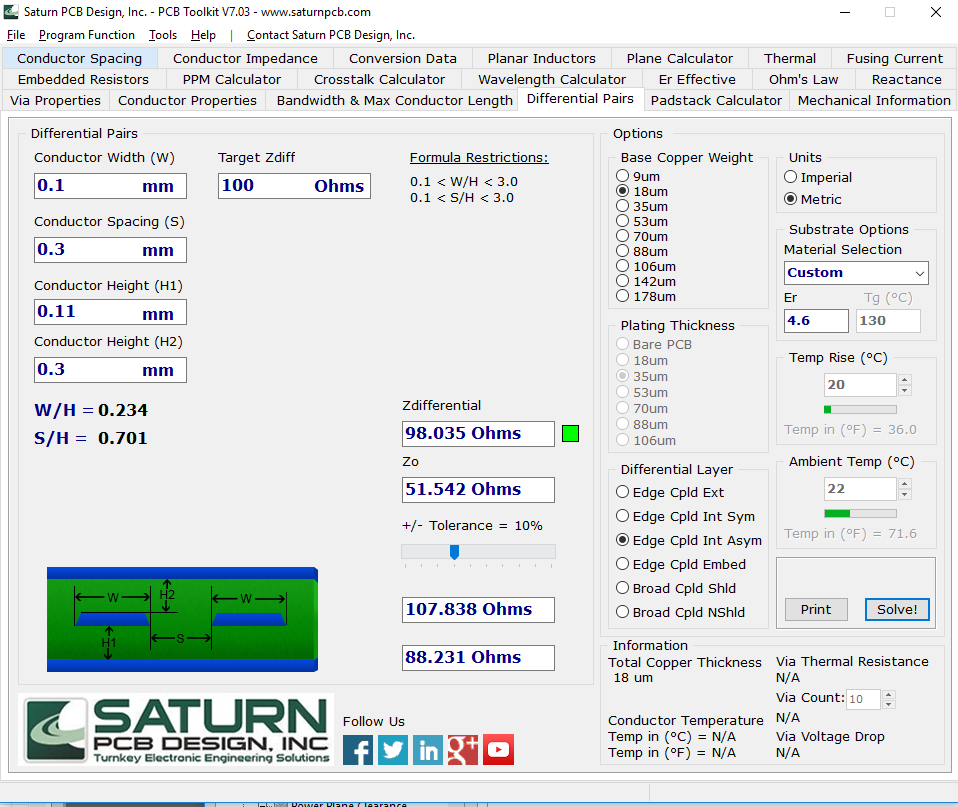 Saturn PCB Design, Inc. - PCB Toolkit V7.03 - www.saturnpcb.com
File Program Function Tools Help | Contact Saturn PCB Design, Inc.
Conductor Spacing Conductor Impedance Conversion Data Planar Inductors Plane Calculator Thermal Fusing Current
Embedded Resistors PPM Calculator Crosstalk Calculator Wavelength Calculator Er Effective Ohm's Law Reactance
Via Properties Conductor Properties Bandwidth & Max Conductor Length Differential Pairs Padstack Calculator Mechanical Information
Differential Pairs
Conductor Width (W)
0.1 mm
Target Zdiff
100 Ohms
Formula Restrictions:
0.1 < W/H < 3.0
0.1 < S/H < 3.0
Conductor Spacing (S)
0.3 mm
Conductor Height (H1)
0.11 mm
Conductor Height (H2)
0.3 mm
W/H = 0.234
S/H = 0.701
Zdifferential
98.035 Ohms
Zo
51.542 Ohms
+/- Tolerance = 10%
107.838 Ohms
88.231 Ohms
W H2 W
H1 S
Options
Base Copper Weight
9um
18um
35um
53um
70um
88um
106um
142um
178um
Plating Thickness
Bare PCB
18um
35um
53um
70um
88um
106um
Differential Layer
Edge Cpld Ext
Edge Cpld Int Sym
Edge Cpld Int Asym
Edge Cpld Embed
Broad Cpld Shld
Broad Cpld NShld
Units
Imperial
Metric
Substrate Options
Material Selection
Custom
Er Tg (°C)
4.6 130
Temp Rise (°C)
20
Temp in (°F) = 36.0
Ambient Temp (°C)
22
Temp in (°F) = 71.6
Print Solve!
Information
Total Copper Thickness
18 um
Conductor Temperature
Temp in (°C) = N/A
Temp in (°F) = N/A
Via Thermal Resistance
N/A
Via Count: 10
N/A
Via Voltage Drop
N/A
SATURN
PCB DESIGN, INC
Turnkey Electronic Engineering Solutions
Follow Us
f in g+
Power Plane Clearance